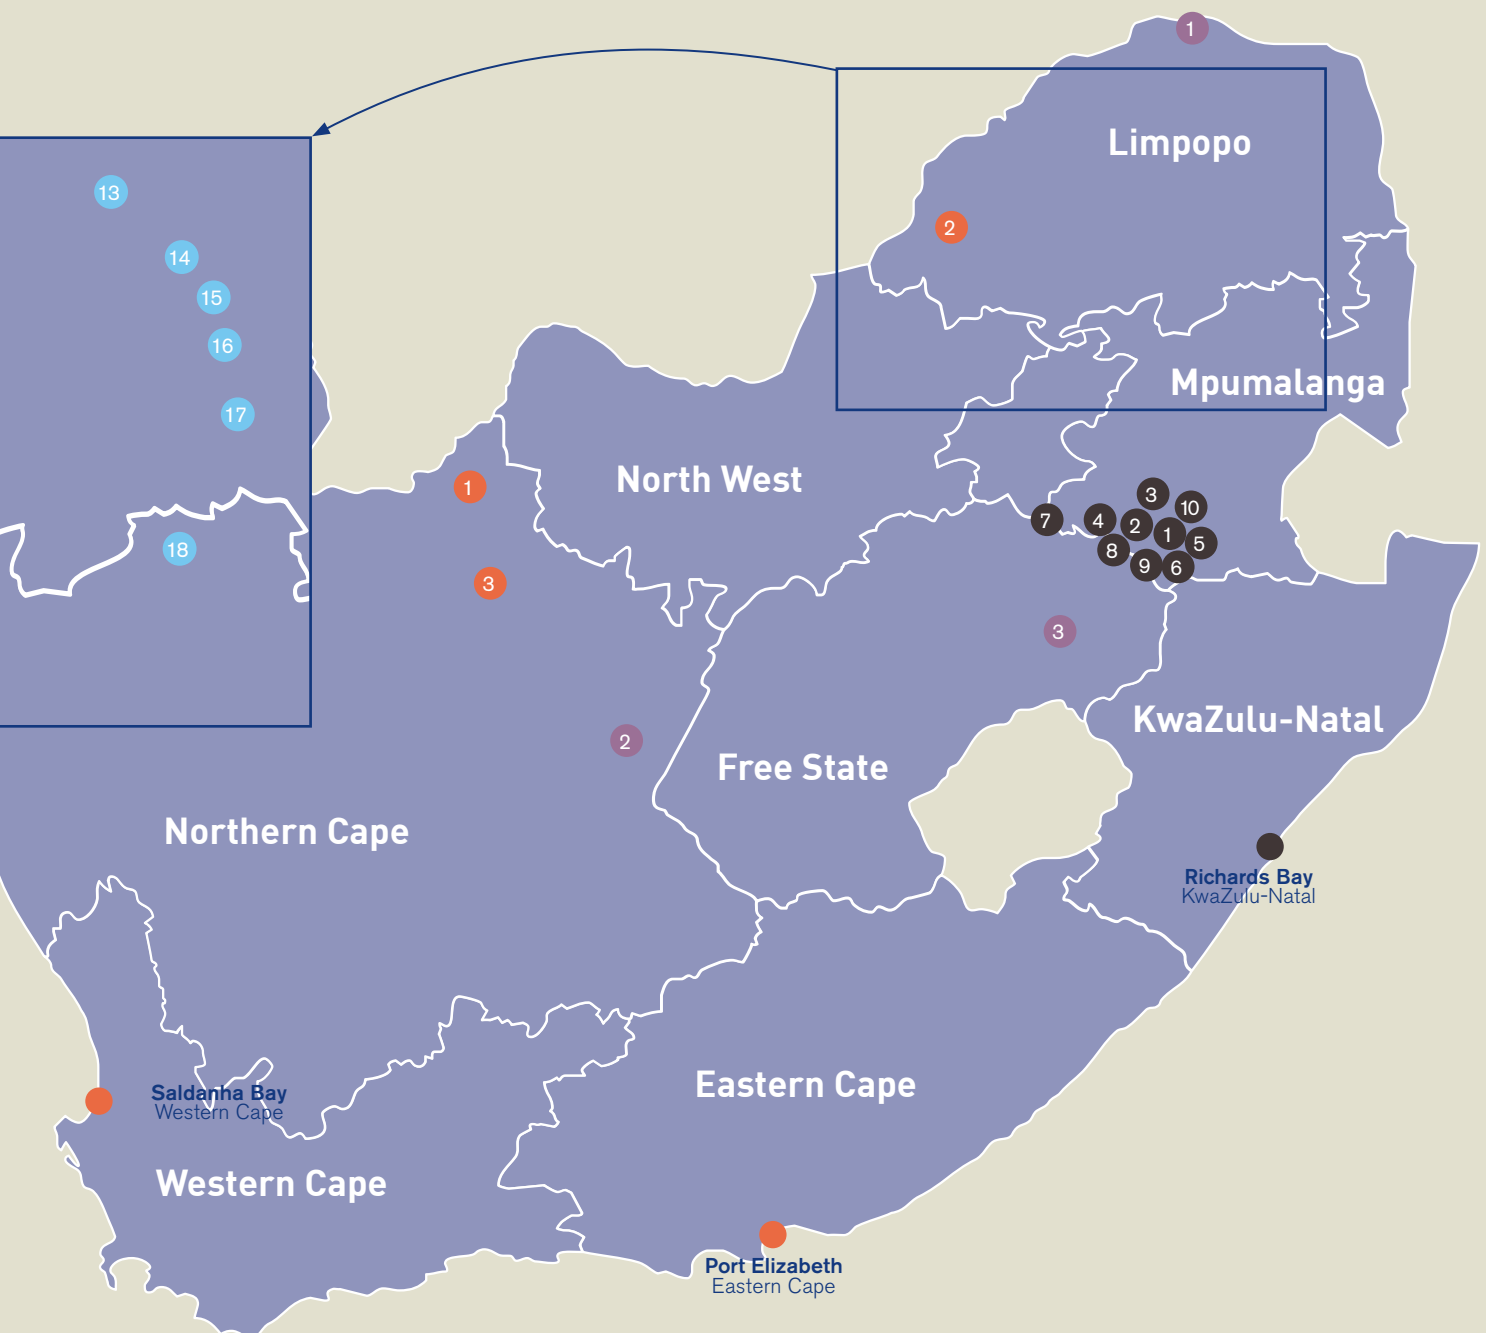 1
Limpopo
13
2
14
15
16
Mpumalanga
17
North West
1
3
10
7
4
2
1
5
8
9
6
18
3
3
KwaZulu-Natal
2
Free State
Northern Cape
Richards Bay
KwaZulu-Natal
Eastern Cape
Saldanha Bay
Western Cape
Western Cape
Port Elizabeth
Eastern Cape